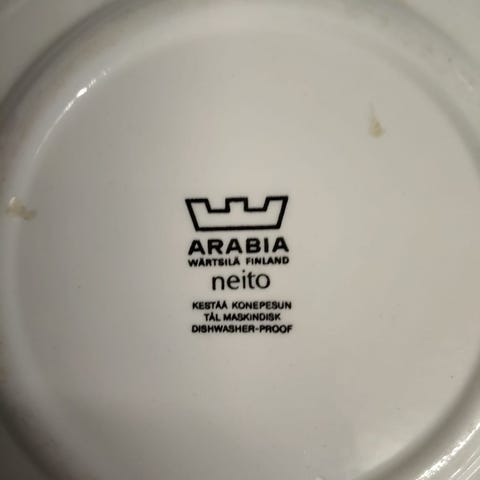 ARABIA
WÄRTSILÄ FINLAND
neito
KESTÄÄ KONEPESUN
TÅL MASKINDISK
DISHWASHER-PROOF